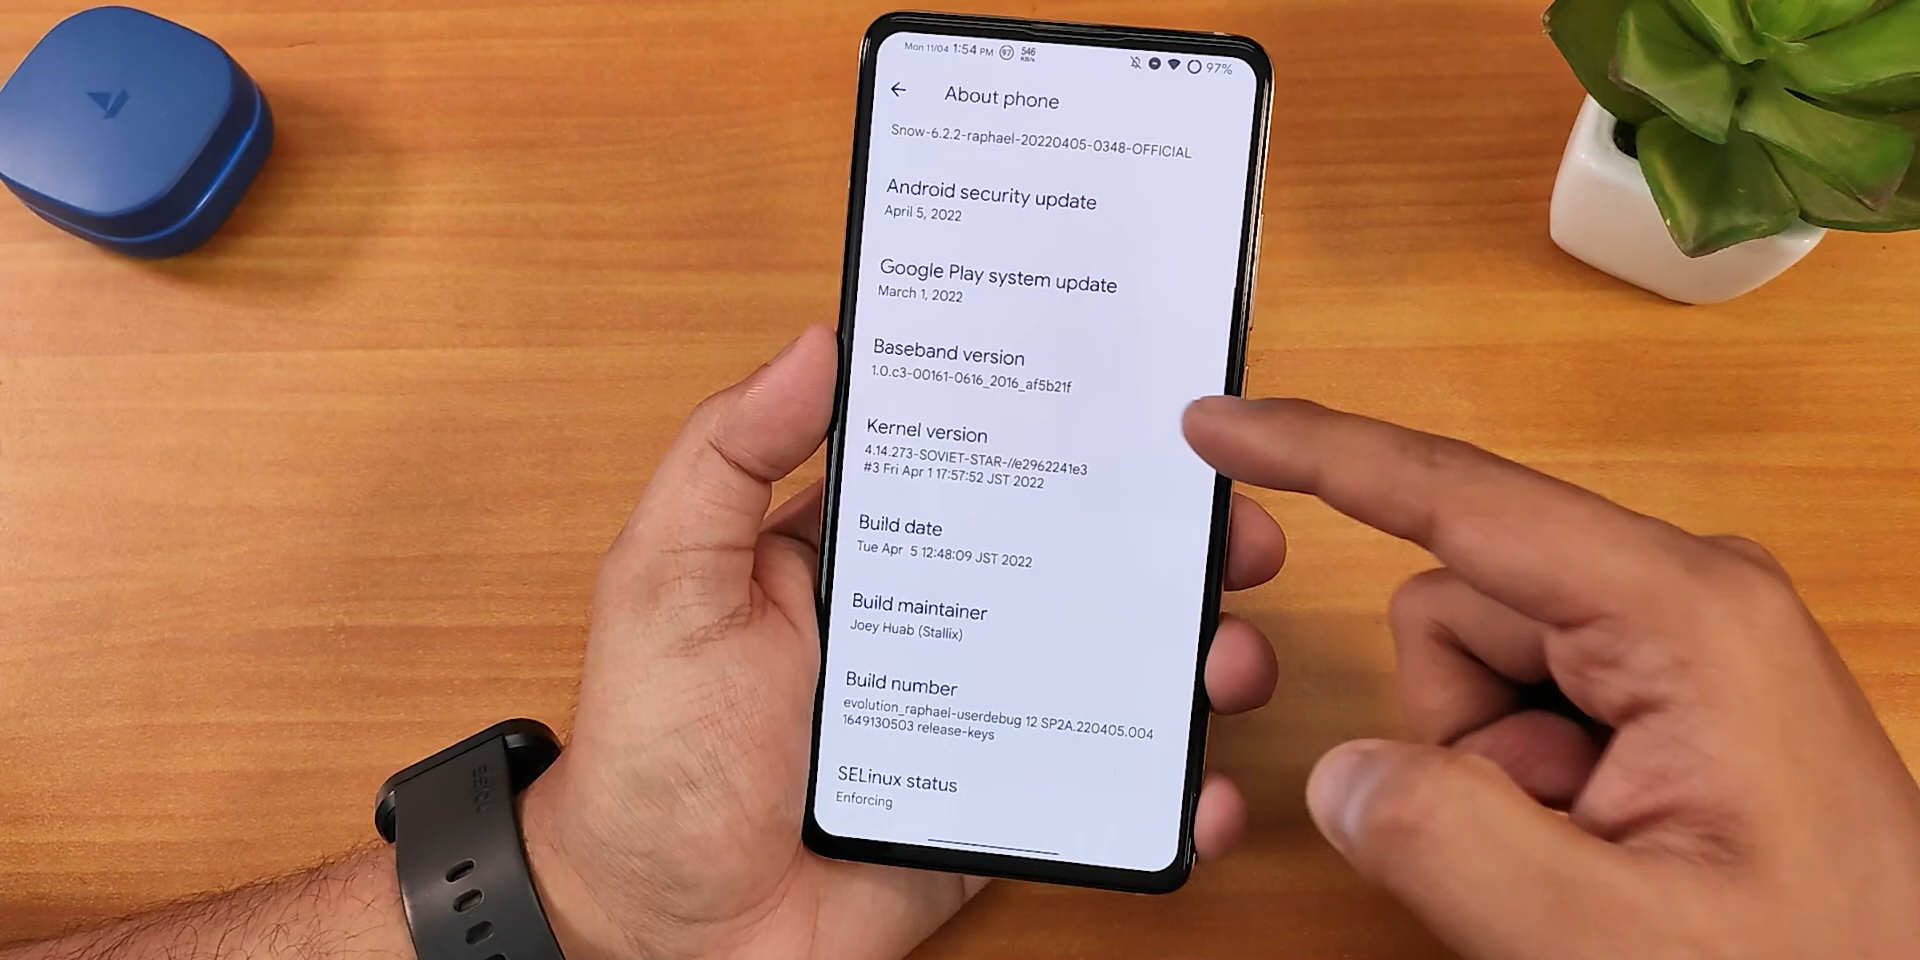 Mon 11/04 1:54 PM 97 546 KB/s 97%
About phone
Snow-6.2.2-raphael-20220405-0348-OFFICIAL
Android security update
April 5, 2022
Google Play system update
March 1, 2022
Baseband version
1.0.c3-00161-0616_2016_af5b21f
Kernel version
4.14.273-SOVIET-STAR-//e2962241e3
#3 Fri Apr 1 17:57:52 JST 2022
Build date
Tue Apr  5 12:48:09 JST 2022
Build maintainer
Joey Huab (Stallix)
Build number
evolution_raphael-userdebug 12 SP2A.220405.004
1649130503 release-keys
SELinux status
Enforcing